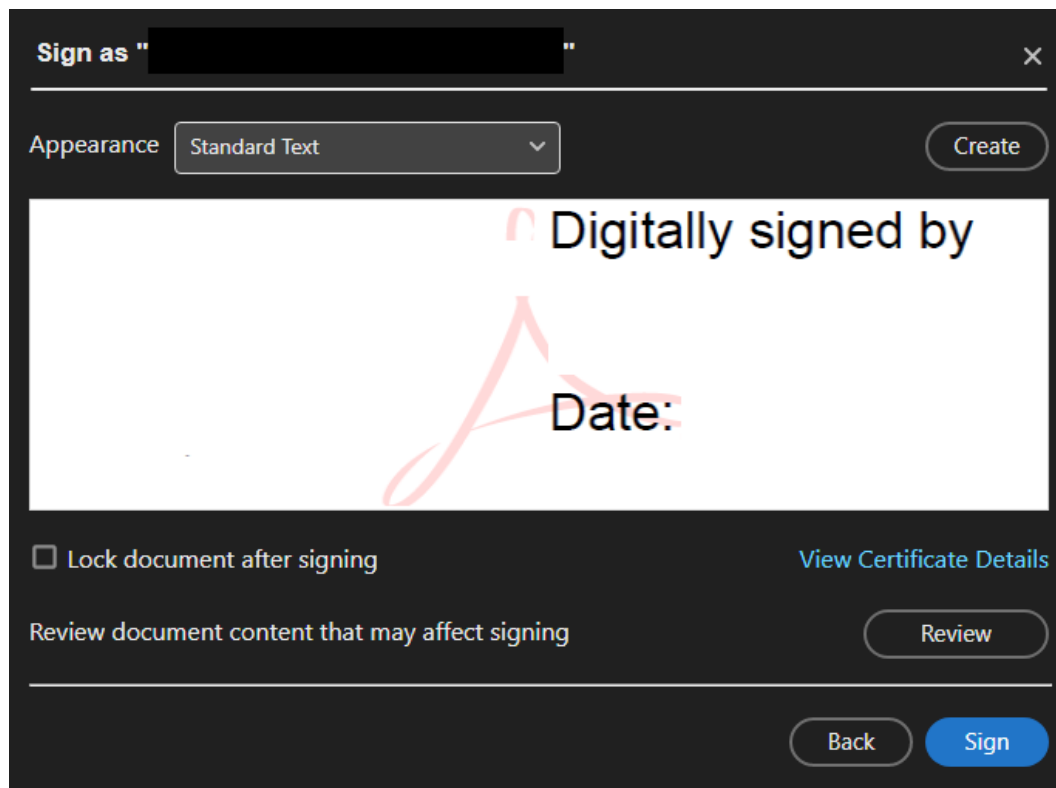 Sign as " "
Appearance Standard Text Create
Digitally signed by
Date:
Lock document after signing View Certificate Details
Review document content that may affect signing Review
Back Sign